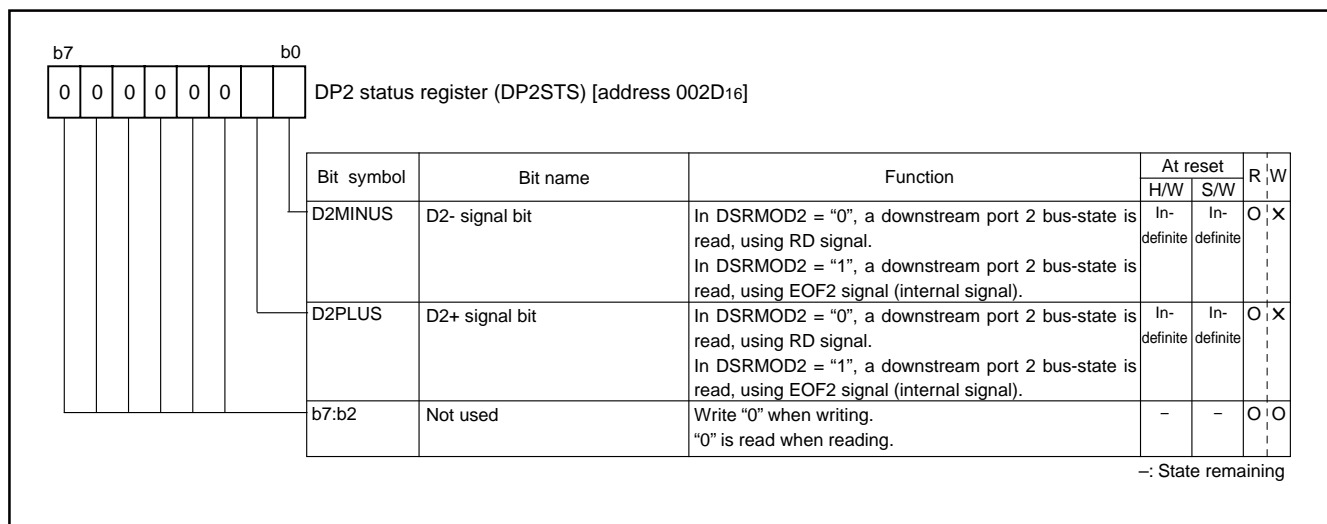 b7 b0
0 0 0 0 0 0
DP2 status register (DP2STS) [address 002D16]
Bit symbol Bit name Function At reset R W
H/W S/W
D2MINUS D2- signal bit In DSRMOD2 = “0”, a downstream port 2 bus-state is In- In- O ×
read, using RD signal. definite definite
In DSRMOD2 = “1”, a downstream port 2 bus-state is
read, using EOF2 signal (internal signal).
D2PLUS D2+ signal bit In DSRMOD2 = “0”, a downstream port 2 bus-state is In- In- O ×
read, using RD signal. definite definite
In DSRMOD2 = “1”, a downstream port 2 bus-state is
read, using EOF2 signal (internal signal).
b7:b2 Not used Write “0” when writing. – – O O
“0” is read when reading.
–: State remaining